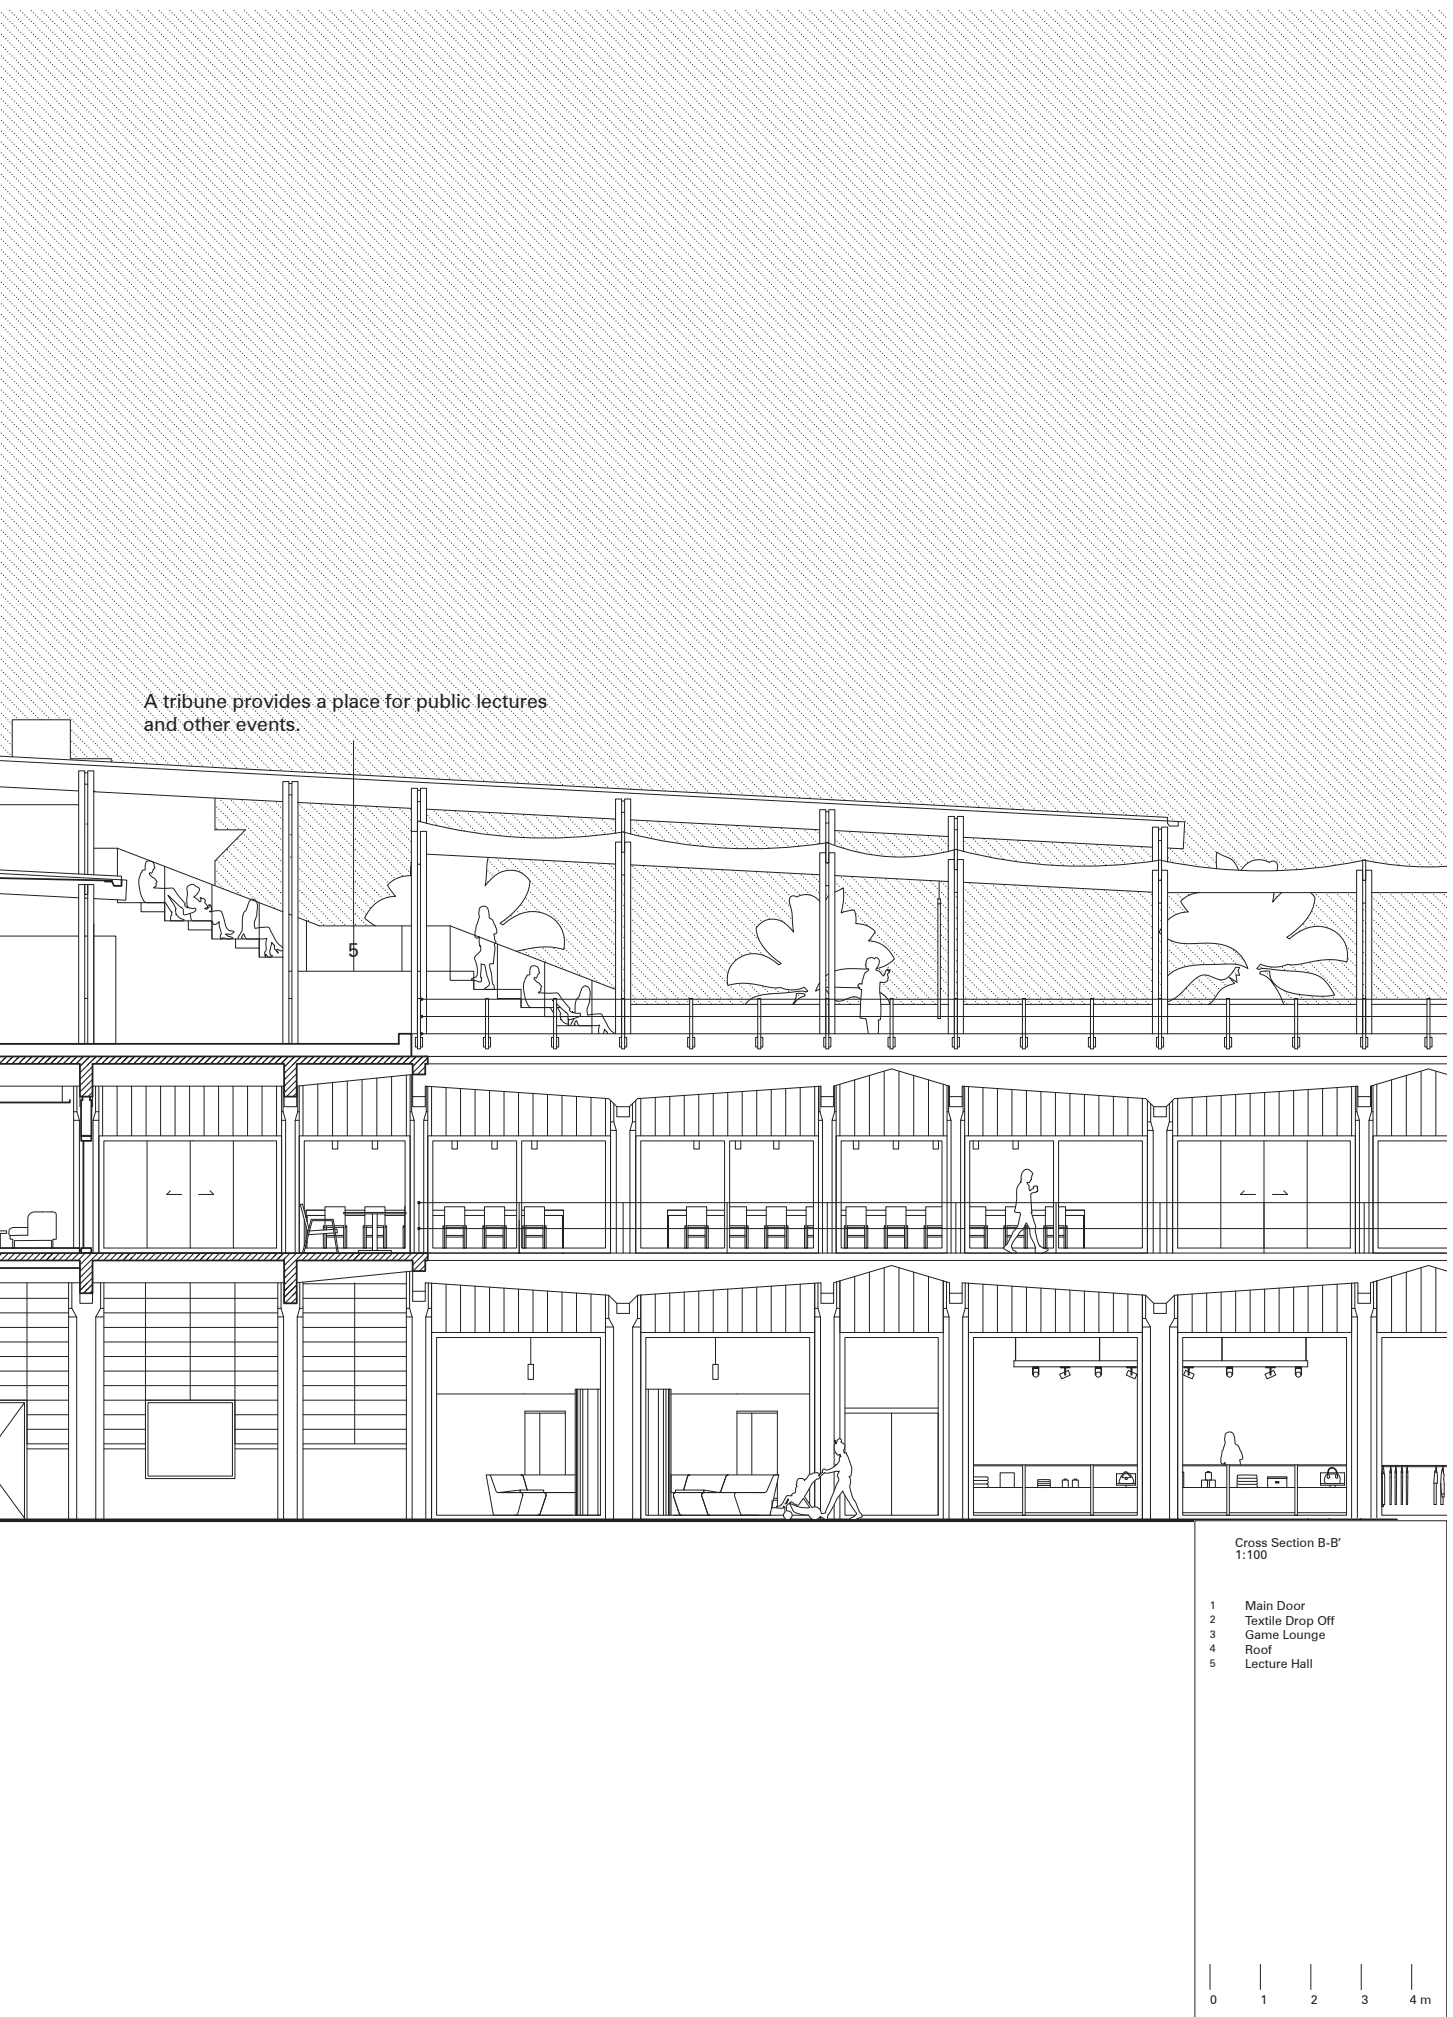 A tribune provides a place for public lectures
and other events.
5
Cross Section B-B’
1:100
1 Main Door
2 Textile Drop Off
3 Game Lounge
4 Roof
5 Lecture Hall
0 1 2 3 4 m